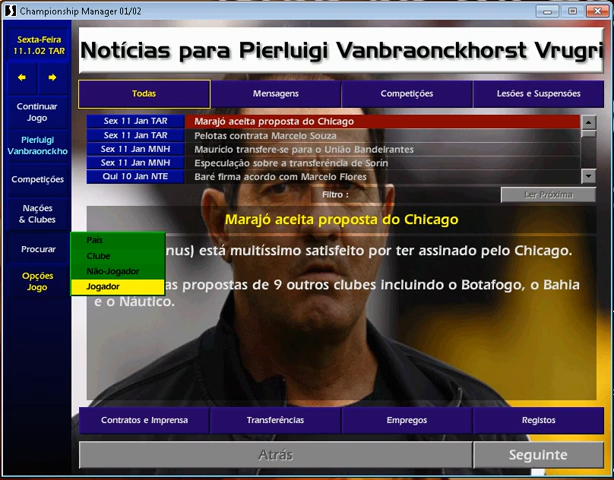 Championship Manager 01/02
Sexta-Feira
11.1.02 TAR
Continuar
Jogo
Pierluigi
Vanbraonckho
Competições
Nações
& Clubes
Procurar
Opções
Jogo
País
Clube
Não-Jogador
Jogador
Notícias para Pierluigi Vanbraonckhorst Vrugri
Todas
Mensagens
Competições
Lesões e Suspensões
Sex 11 Jan TAR Marajó aceita proposta do Chicago
Sex 11 Jan TAR Pelotas contrata Marcelo Souza
Sex 11 Jan MNH Maurício transfere-se para o União Bandeirantes
Sex 11 Jan MNH Especulação sobre a transferência de Sorín
Qui 10 Jan NTE Baré firma acordo com Marcelo Flores
Filtro :
Ler Próxima
Marajó aceita proposta do Chicago
nus) está multíssimo satisfeito por ter assinado pelo Chicago.
as propostas de 9 outros clubes incluindo o Botafogo, o Bahia
e o Náutico.
Contratos e Imprensa
Transferências
Empregos
Registos
Atrás
Seguinte